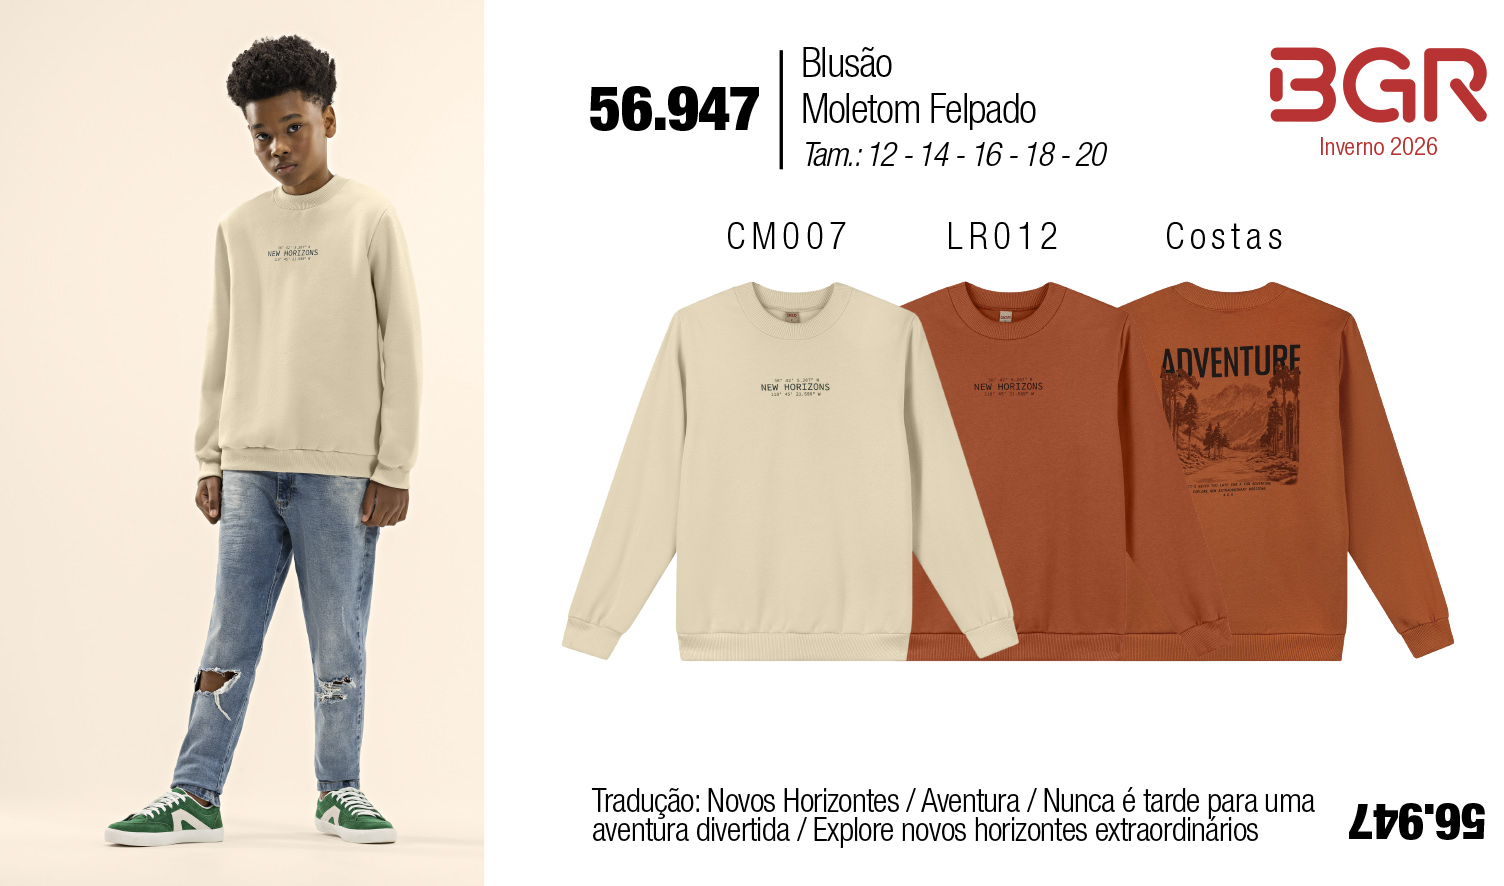 56.947
Blusão
Moletom Felpado
Tam.: 12 - 14 - 16 - 18 - 20
BGR
Inverno 2026
CM007
LR012
Costas
NEW HORIZONS
NEW HORIZONS
NEW HORIZONS
ADVENTURE
Tradução: Novos Horizontes / Aventura / Nunca é tarde para uma
aventura divertida / Explore novos horizontes extraordinários
56.947